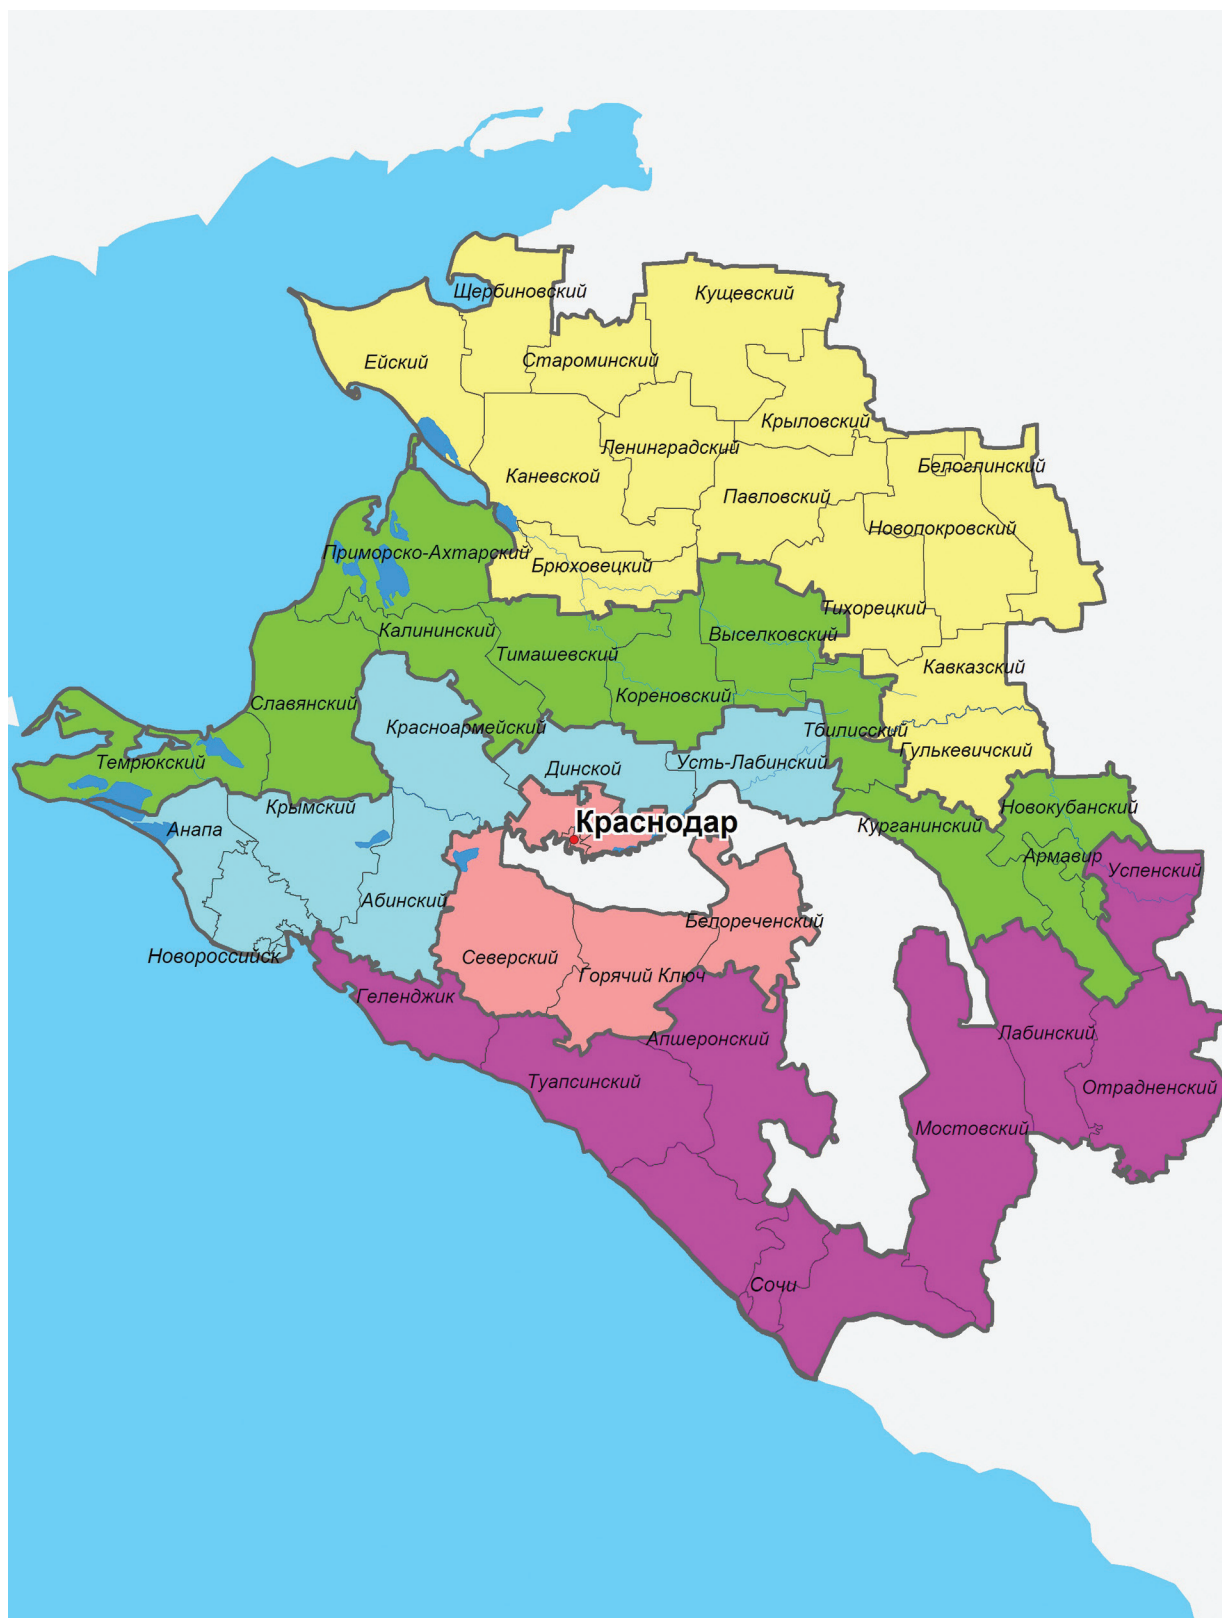 Щербиновский
Кущевский
Ейский
Староминский
Крыловский
Ленинградский
Белоглинский
Каневской
Павловский
Новопокровский
Приморско-Ахтарский
Брюховецкий
Тихорецкий
Калининский
Выселковский
Тимашевский
Кавказский
Кореновский
Славянский
Красноармейский
Тбилисский
Гулькевичский
Темрюкский
Динской
Усть-Лабинский
Крымский
Новокубанский
Анапа
Краснодар
Курганинский
Армавир
Успенский
Абинский
Белореченский
Новороссийск
Северский
Горячий Ключ
Геленджик
Апшеронский
Лабинский
Туапсинский
Отрадненский
Мостовский
Сочи